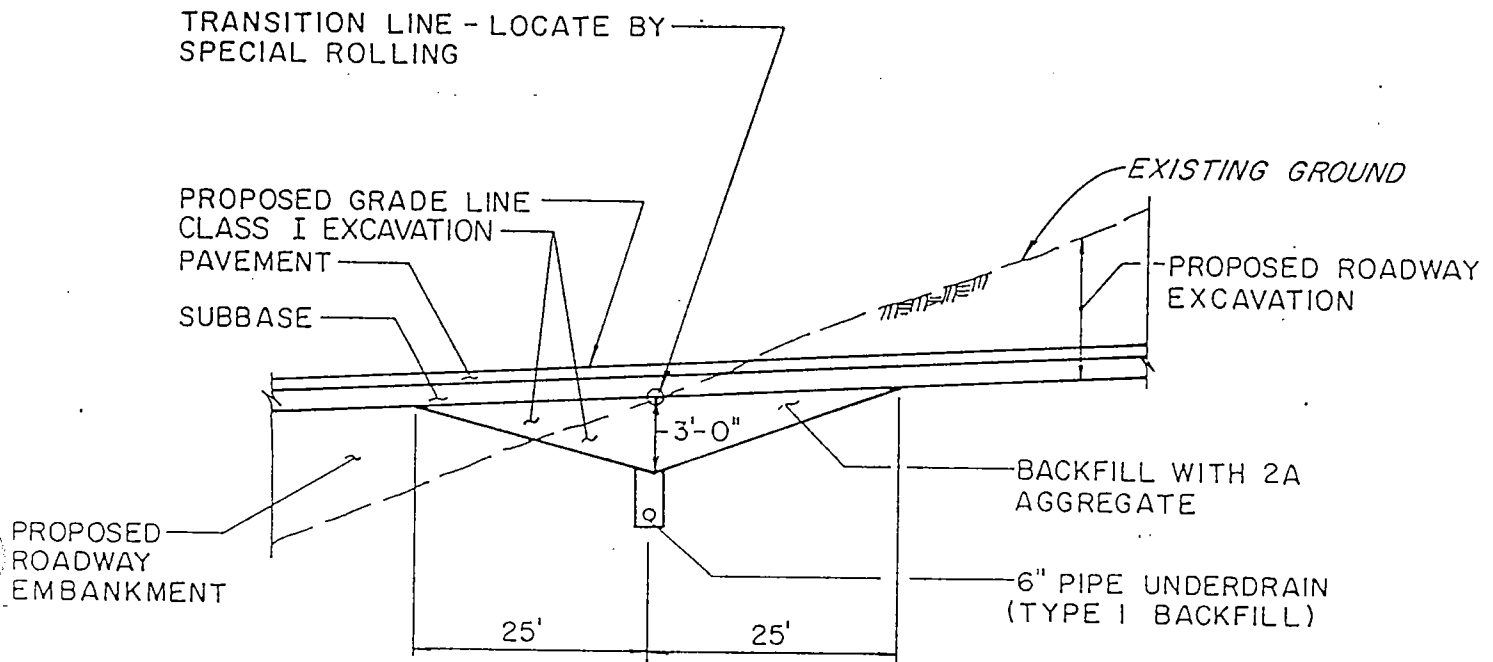 TRANSITION LINE - LOCATE BY
SPECIAL ROLLING
EXISTING GROUND
PROPOSED GRADE LINE
CLASS I EXCAVATION
PAVEMENT
SUBBASE
PROPOSED ROADWAY
EXCAVATION
3'-0"
BACKFILL WITH 2A
AGGREGATE
PROPOSED
ROADWAY
EMBANKMENT
6" PIPE UNDERDRAIN
(TYPE I BACKFILL)
25'
25'